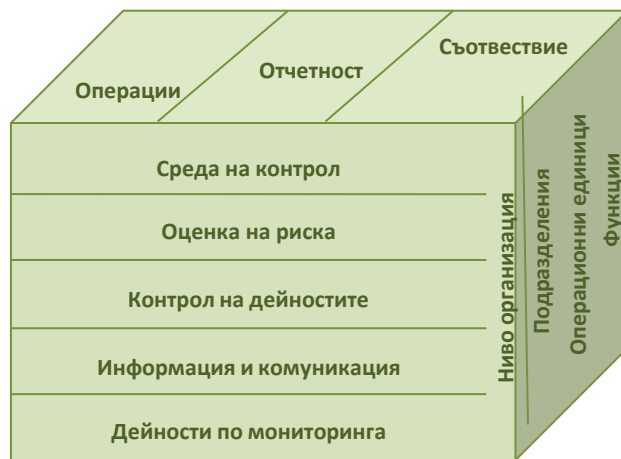 Операции
Отчетност
Съотвествие
Среда на контрол
Оценка на риска
Контрол на дейностите
Информация и комуникация
Дейности по мониторинга
Ниво организация
Подразделения
Операционни единици
Функции